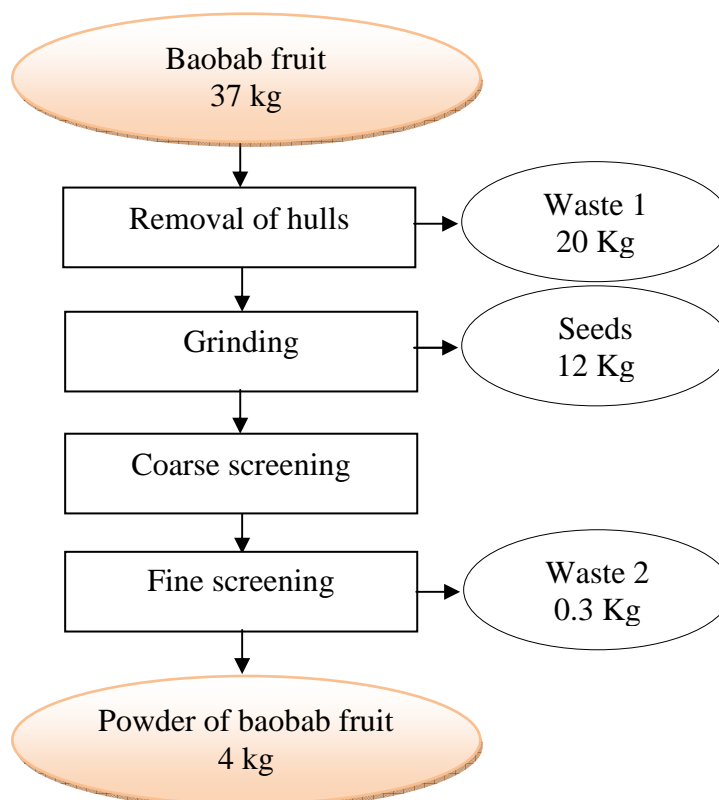 Baobab fruit
37 kg
Removal of hulls
Waste 1
20 Kg
Grinding
Seeds
12 Kg
Coarse screening
Fine screening
Waste 2
0.3 Kg
Powder of baobab fruit
4 kg